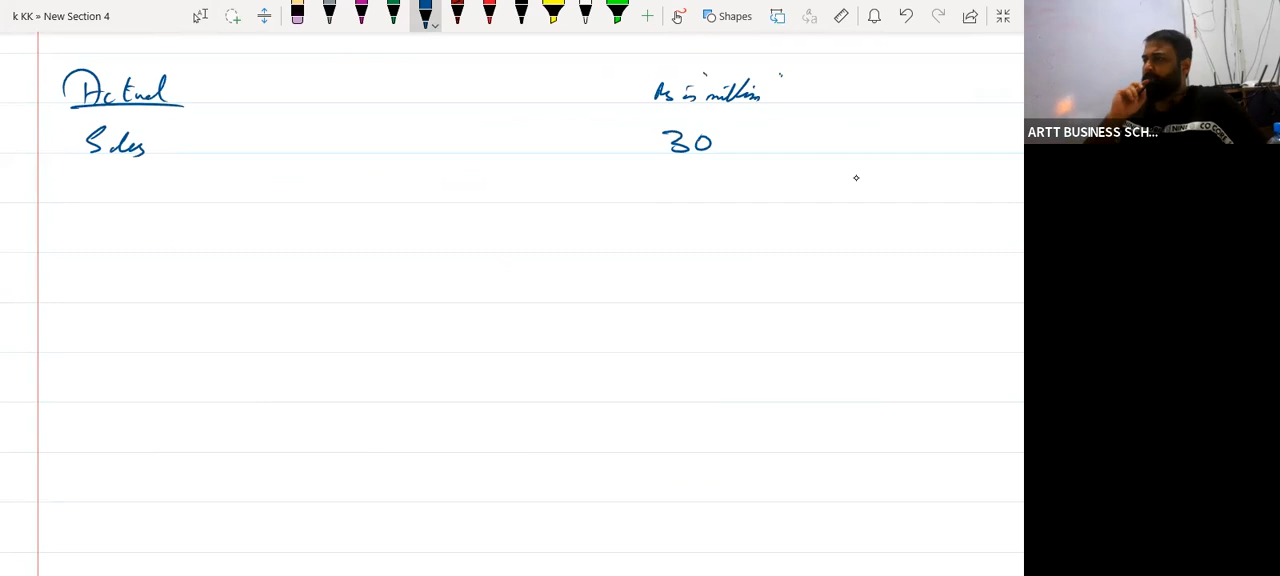 k KK » New Section 4
Shapes
Actual
Rs in "million"
Sales
30
ARTT BUSINESS SCH...